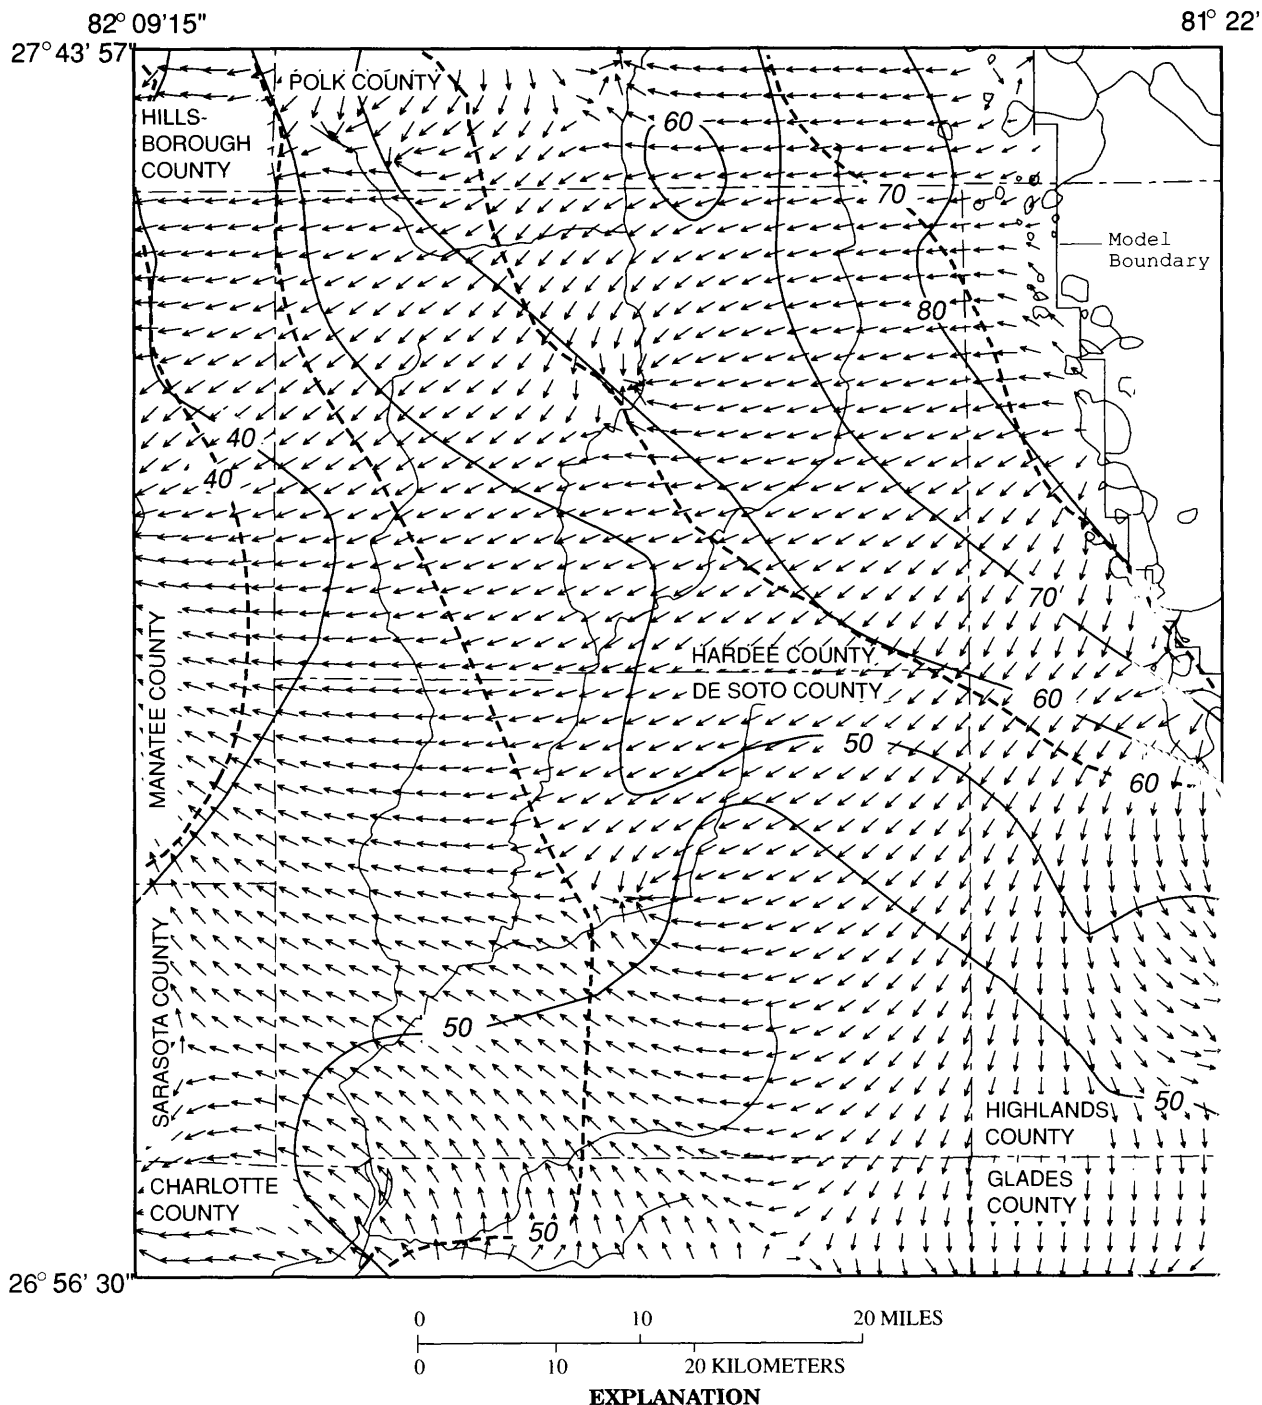 82° 09'15"
81° 22'
27° 43' 57"
POLK COUNTY
HILLS-
BOROUGH
COUNTY
60
70
Model
Boundary
80
40
40
70
MANATEE COUNTY
HARDEE COUNTY
DE SOTO COUNTY
60
50
60
SARASOTA COUNTY
50
50
HIGHLANDS
COUNTY
CHARLOTTE
COUNTY
GLADES
COUNTY
50
26° 56' 30"
0 10 20 MILES
0 10 20 KILOMETERS
EXPLANATION